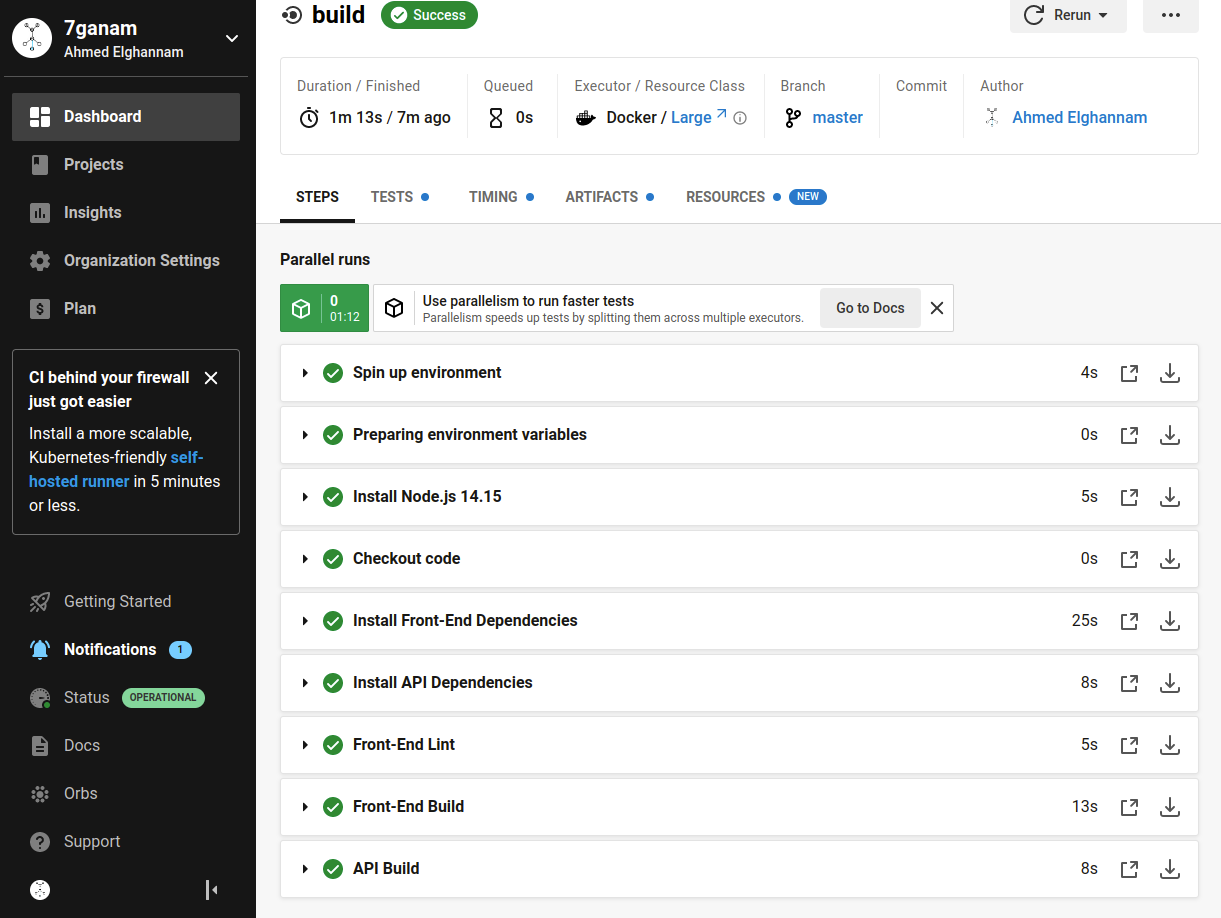 7ganam
Ahmed Elghannam
Dashboard
Projects
Insights
Organization Settings
Plan
CI behind your firewall
just got easier
Install a more scalable,
Kubernetes-friendly self-
hosted runner in 5 minutes
or less.
Getting Started
Notifications 1
Status OPERATIONAL
Docs
Orbs
Support
build Success
Rerun
Duration / Finished
1m 13s / 7m ago
Queued
0s
Executor / Resource Class
Docker / Large
Branch
master
Commit
Author
Ahmed Elghannam
STEPS TESTS TIMING ARTIFACTS RESOURCES NEW
Parallel runs
0
01:12
Use parallelism to run faster tests
Parallelism speeds up tests by splitting them across multiple executors.
Go to Docs
Spin up environment 4s
Preparing environment variables 0s
Install Node.js 14.15 5s
Checkout code 0s
Install Front-End Dependencies 25s
Install API Dependencies 8s
Front-End Lint 5s
Front-End Build 13s
API Build 8s